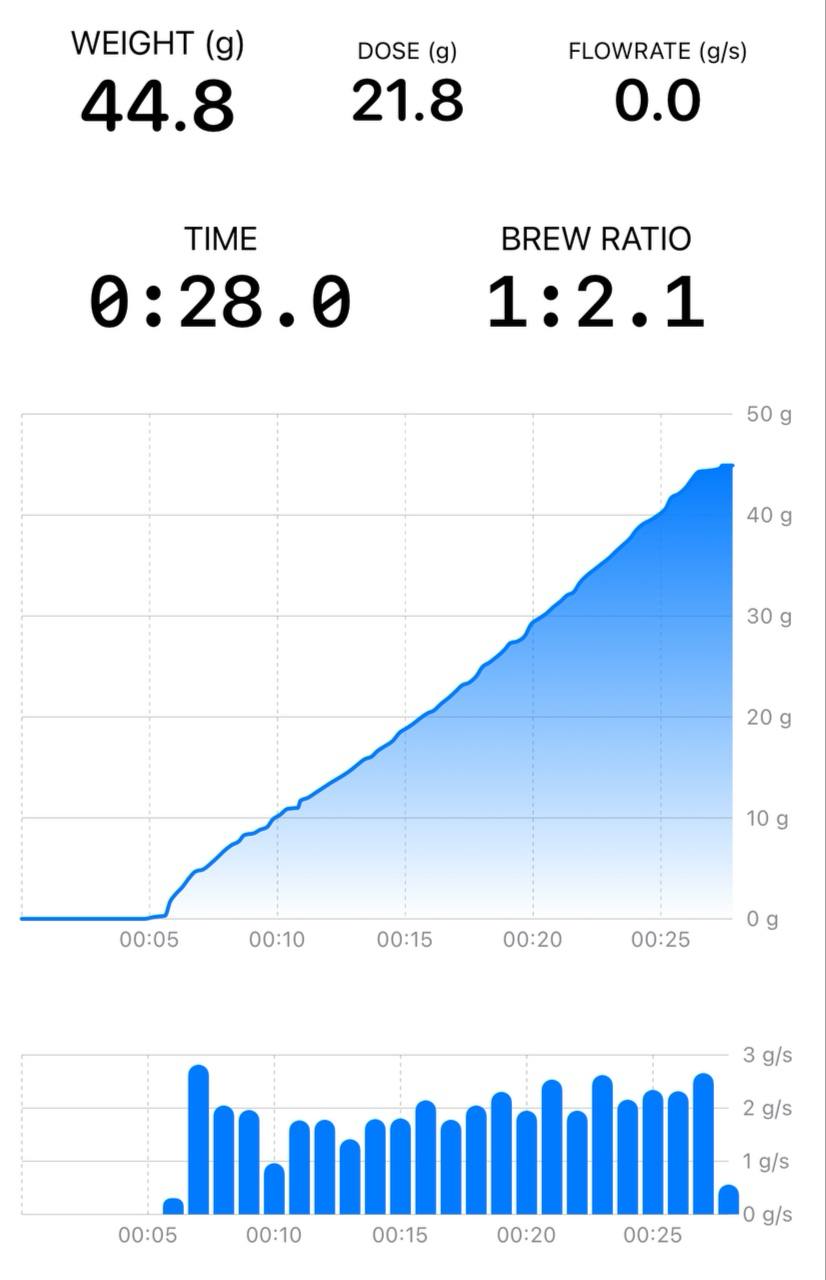 WEIGHT (g) DOSE (g) FLOWRATE (g/s)
44.8 21.8 0.0
TIME BREW RATIO
0:28.0 1:2.1
50 g
40 g
30 g
20 g
10 g
0 g
00:05 00:10 00:15 00:20 00:25
3 g/s
2 g/s
1 g/s
0 g/s
00:05 00:10 00:15 00:20 00:25